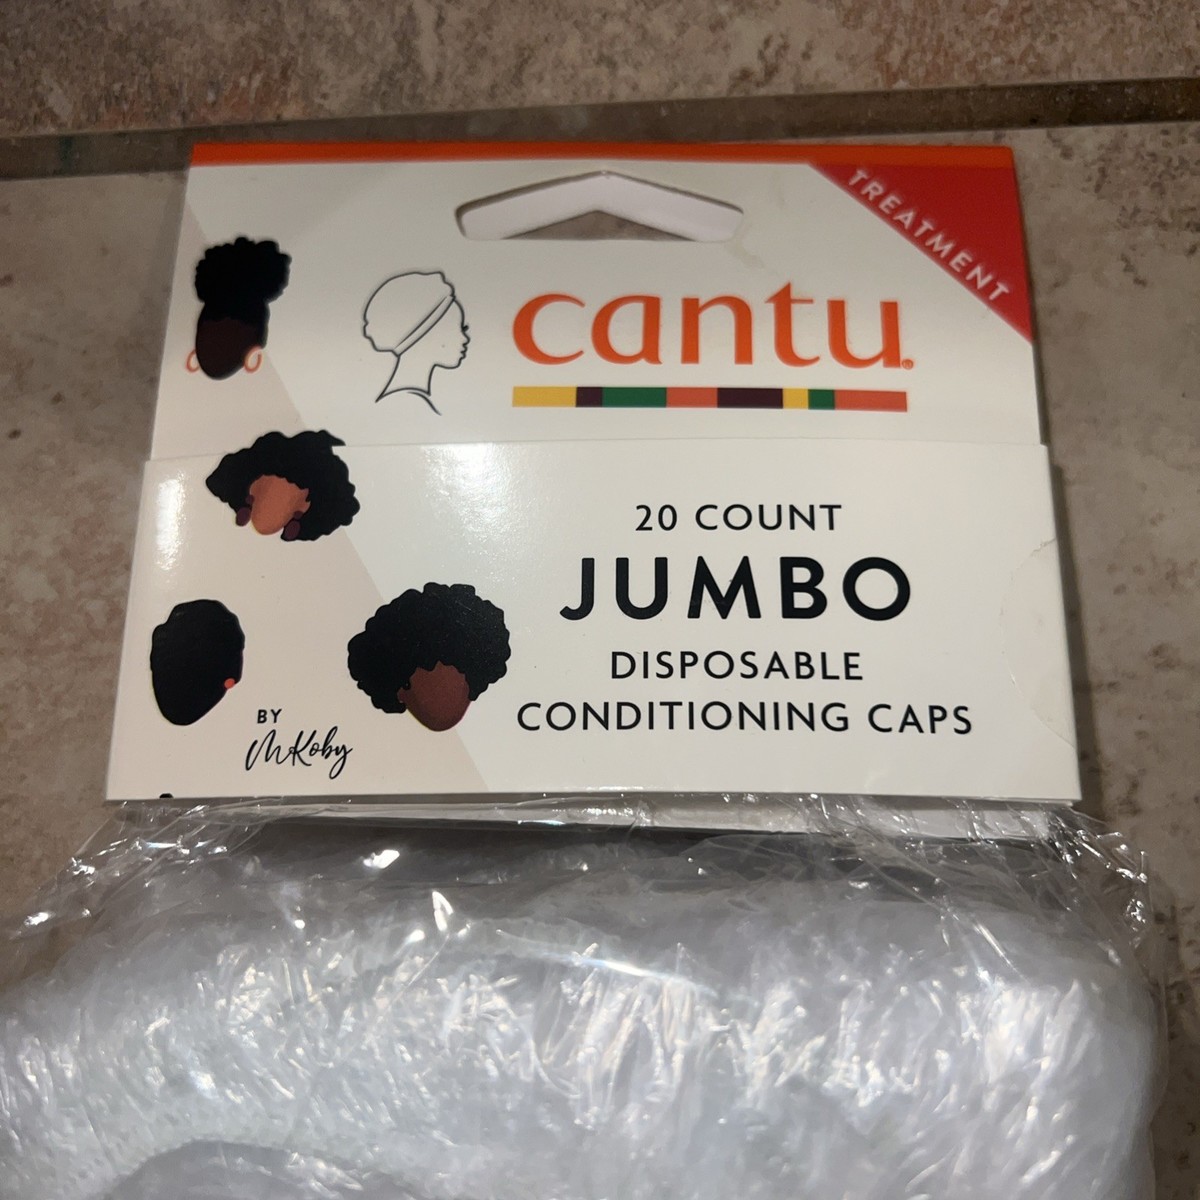 TREATMENT
cantu®
20 COUNT
JUMBO
DISPOSABLE
CONDITIONING CAPS
BY
MKoby